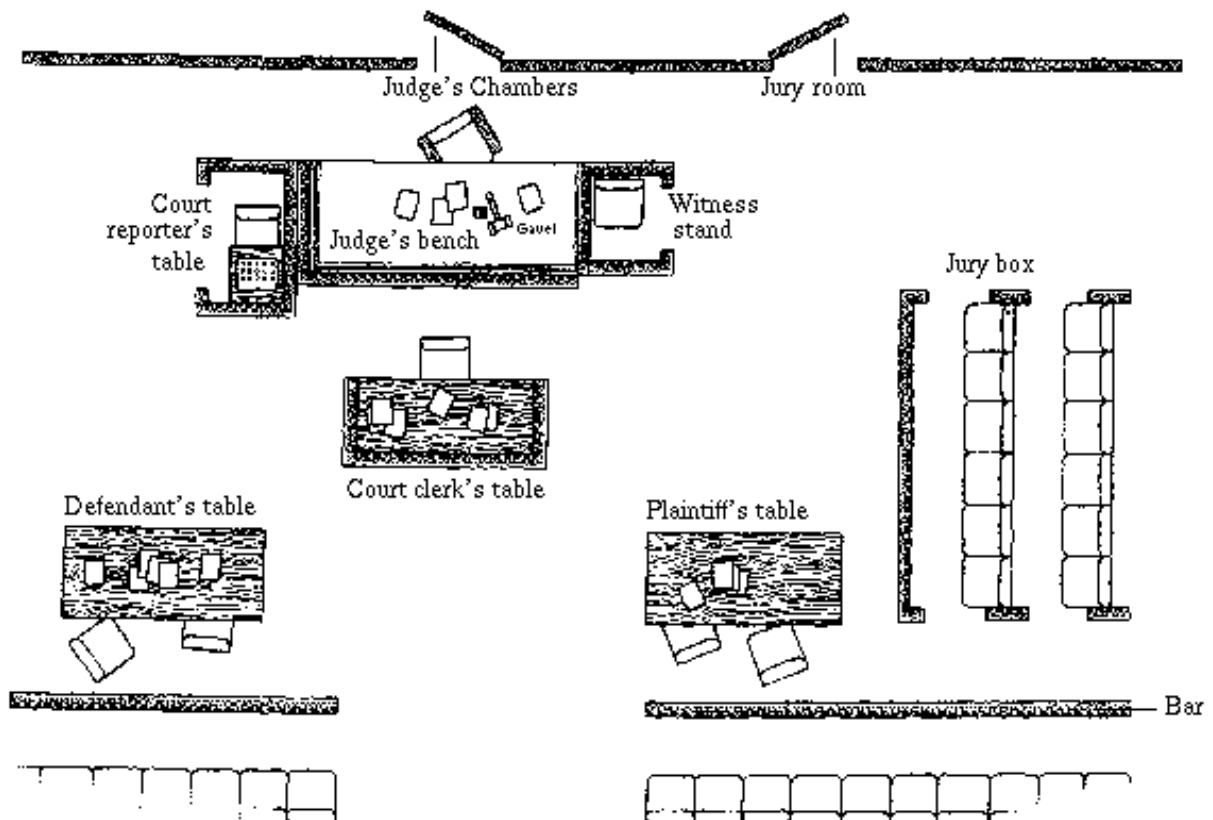 Judge's Chambers
Jury room
Court
reporter's
table
Judge's bench
Gavel
Witness
stand
Jury box
Court clerk's table
Defendant's table
Plaintiff's table
Bar